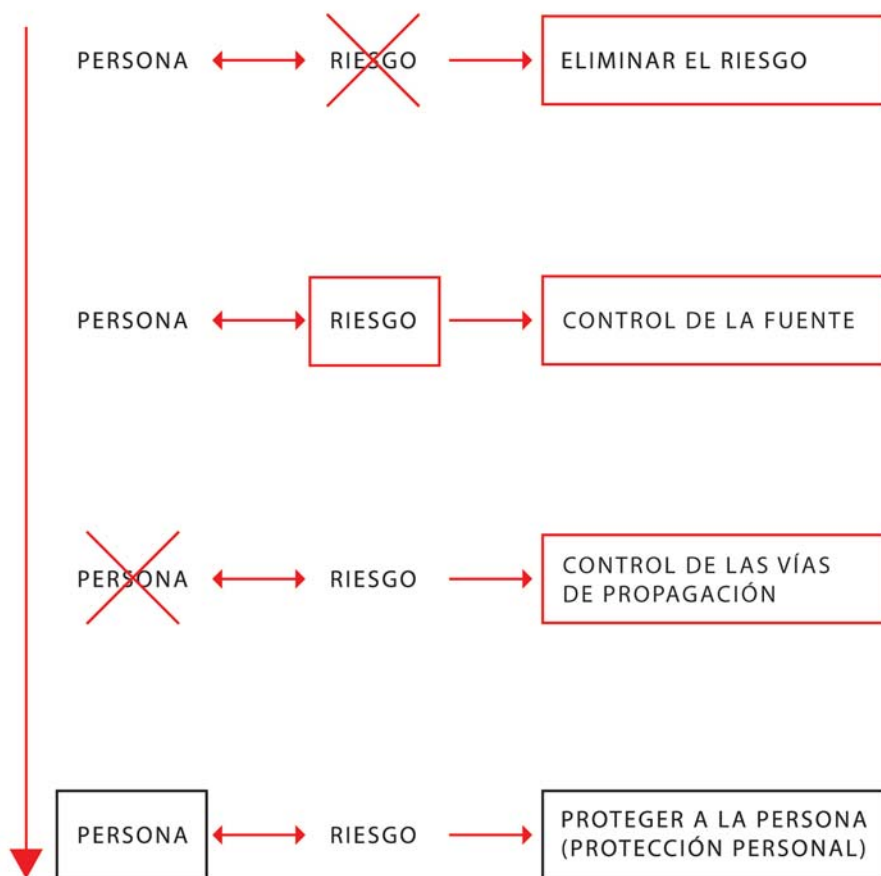 PERSONA RIESGO ELIMINAR EL RIESGO
PERSONA RIESGO CONTROL DE LA FUENTE
PERSONA RIESGO CONTROL DE LAS VÍAS
DE PROPAGACIÓN
PERSONA RIESGO PROTEGER A LA PERSONA
(PROTECCIÓN PERSONAL)